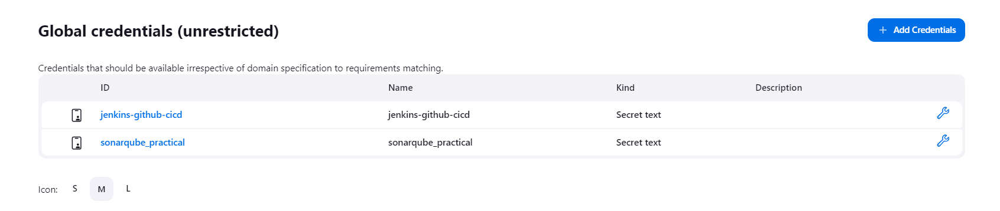 Global credentials (unrestricted)
+ Add Credentials
Credentials that should be available irrespective of domain specification to requirements matching.
ID Name Kind Description
jenkins-github-cicd jenkins-github-cicd Secret text
sonarqube_practical sonarqube_practical Secret text
Icon: S M L